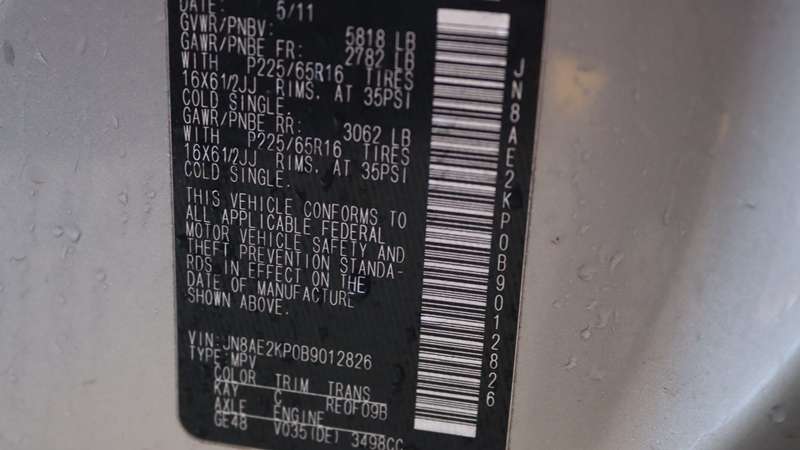 DATE: 5/11
GVWR/PNBV: 5818 LB
GAWR/PNBE FR: 2782 LB
WITH P225/65R16 TIRES
16X61/2JJ RIMS, AT 35PSI
COLD SINGLE.
GAWR/PNBE RR: 3062 LB
WITH P225/65R16 TIRES
16X61/2JJ RIMS, AT 35PSI
COLD SINGLE.
THIS VEHICLE CONFORMS TO
ALL APPLICABLE FEDERAL
MOTOR VEHICLE SAFETY AND
THEFT PREVENTION STANDA-
RDS IN EFFECT ON THE
DATE OF MANUFACTURE
SHOWN ABOVE.
VIN: JN8AE2KP0B9012826
TYPE: MPV
COLOR TRIM TRANS
KAY C RE0F09B
AXLE ENGINE
GE48 VQ35(DE) 3498CC
JN8AE2KP0B9012826